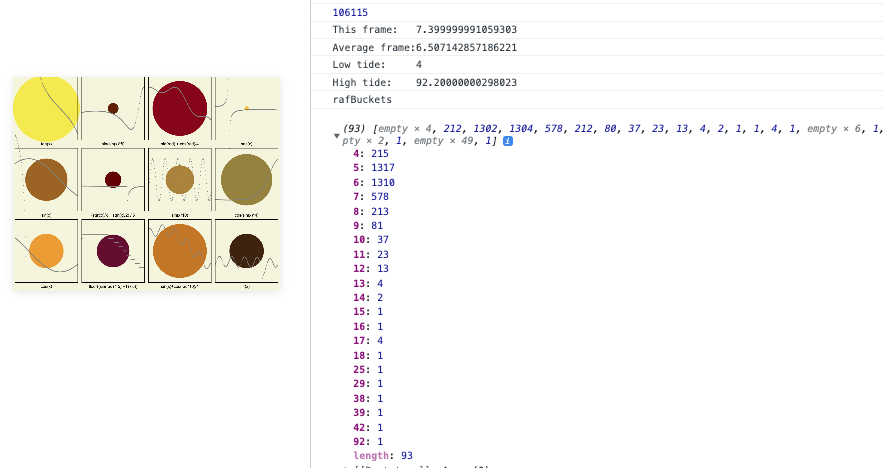 106115
This frame: 7.399999991059303
Average frame:6.507142857186221
Low tide: 4
High tide: 92.20000000298023
rafBuckets
(93) [empty × 4, 212, 1302, 1304, 578, 212, 80, 37, 23, 13, 4, 2, 1, 1, 4, 1, empty × 6, 1,
pty × 2, 1, empty × 49, 1] i
4: 215
5: 1317
6: 1310
7: 578
8: 213
9: 81
10: 37
11: 23
12: 13
13: 4
14: 2
15: 1
16: 1
17: 4
18: 1
25: 1
29: 1
38: 1
39: 1
42: 1
92: 1
length: 93